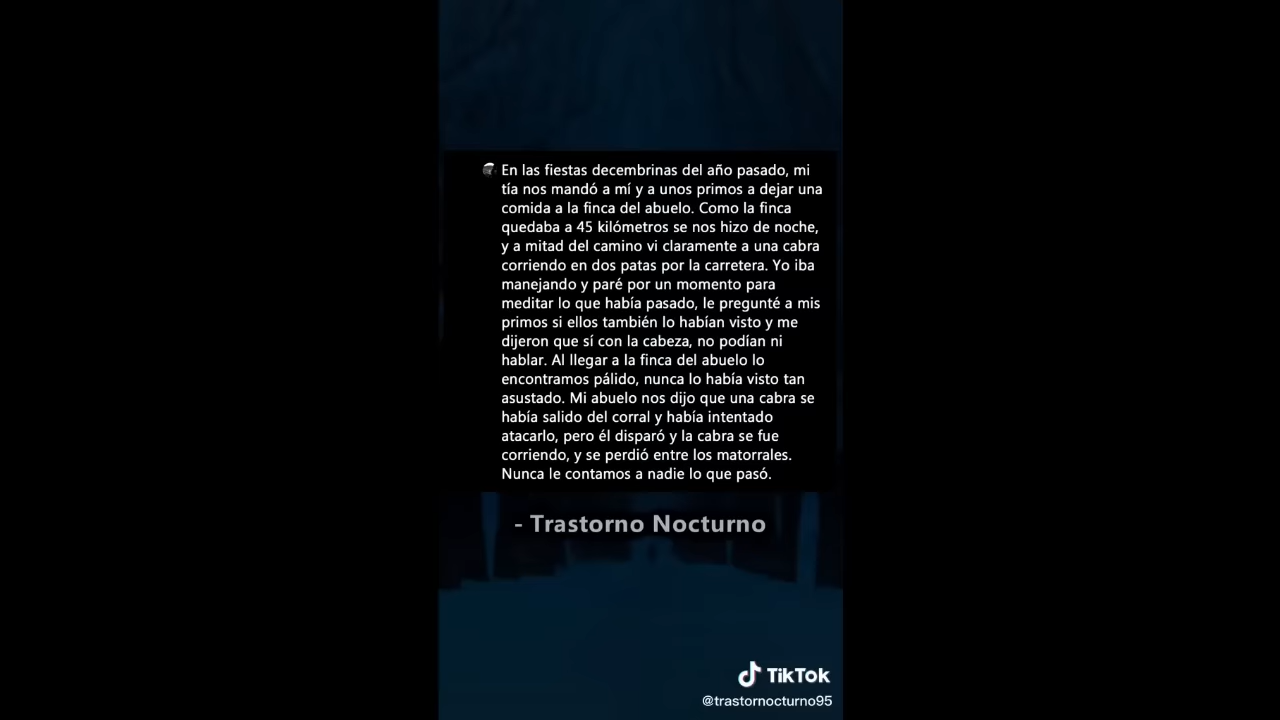 En las fiestas decembrinas del año pasado, mi
tía nos mandó a mí y a unos primos a dejar una
comida a la finca del abuelo. Como la finca
quedaba a 45 kilómetros se nos hizo de noche,
y a mitad del camino vi claramente a una cabra
corriendo en dos patas por la carretera. Yo iba
manejando y paré por un momento para
meditar lo que había pasado, le pregunté a mis
primos si ellos también lo habían visto y me
dijeron que sí con la cabeza, no podían ni
hablar. Al llegar a la finca del abuelo lo
encontramos pálido, nunca lo había visto tan
asustado. Mi abuelo nos dijo que una cabra se
había salido del corral y había intentado
atacarlo, pero él disparó y la cabra se fue
corriendo, y se perdió entre los matorrales.
Nunca le contamos a nadie lo que pasó.
- Trastorno Nocturno
TikTok
@trastornocturno95